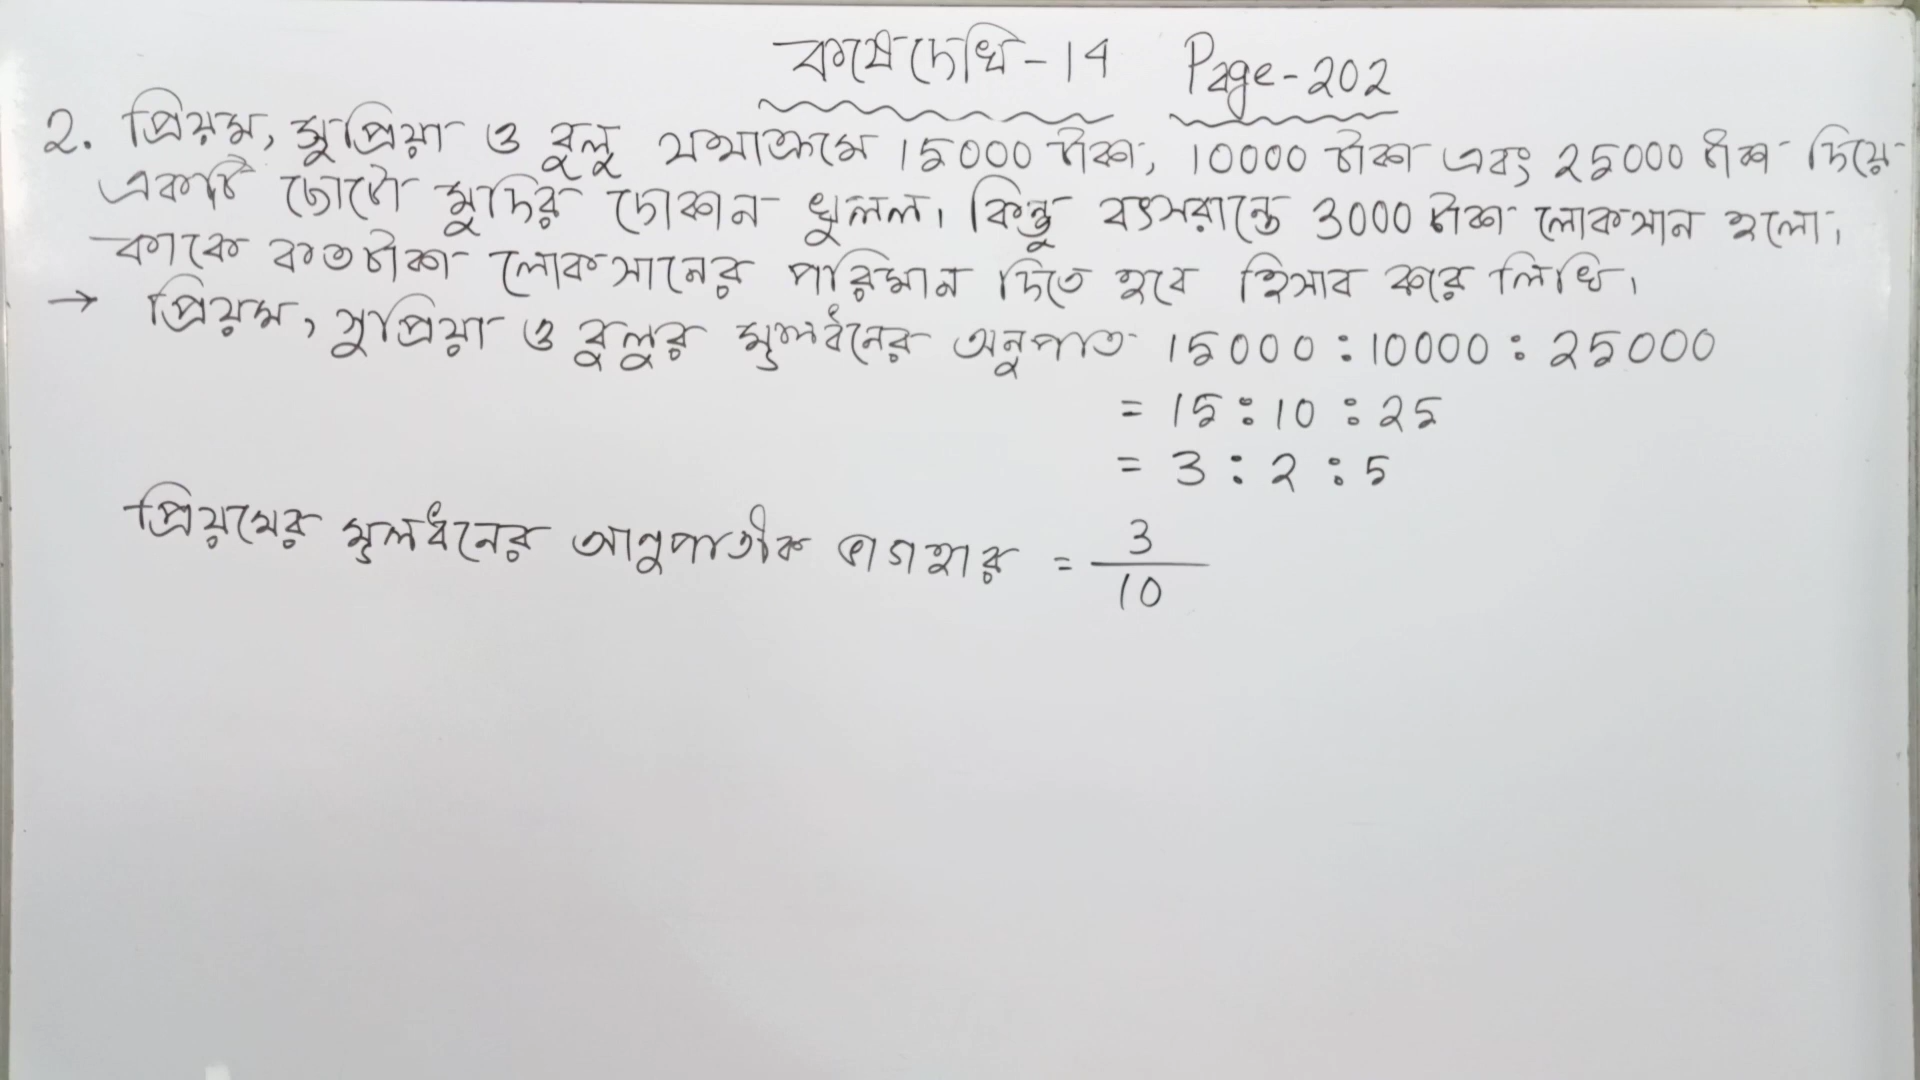 কষে দেখি - 14 Page - 202
2. প্রিয়ম, সুপ্রিয়া ও বুলু যথাক্রমে 15000 টাকা, 10000 টাকা এবং 25000 টাকা দিয়ে
একটি ছোটো মুদির দোকান খুলল। কিন্তু বৎসরান্তে 3000 টাকা লোকসান হলো।
কাকে কত টাকা লোকসানের পরিমান দিতে হবে হিসাব করে লিখি।
→ প্রিয়ম, সুপ্রিয়া ও বুলুর মূলধনের অনুপাত 15000 : 10000 : 25000
= 15 : 10 : 25
= 3 : 2 : 5
প্রিয়মের মূলধনের আনুপাতীক ভাগহার = 3/10